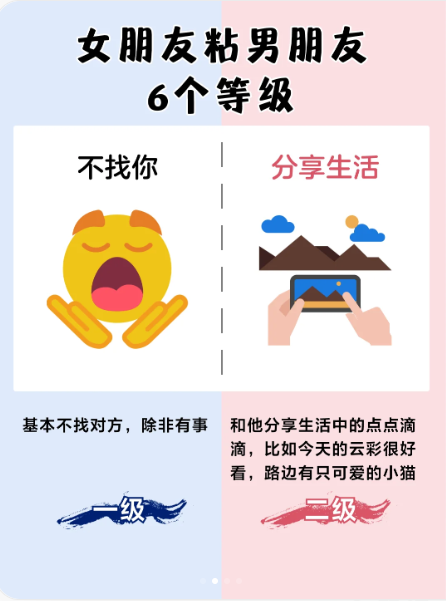 女朋友粘男朋友
6个等级
不找你
分享生活
基本不找对方，除非有事
和他分享生活中的点点滴
滴，比如今天的云彩很好
看，路边有只可爱的小猫
一级
二级